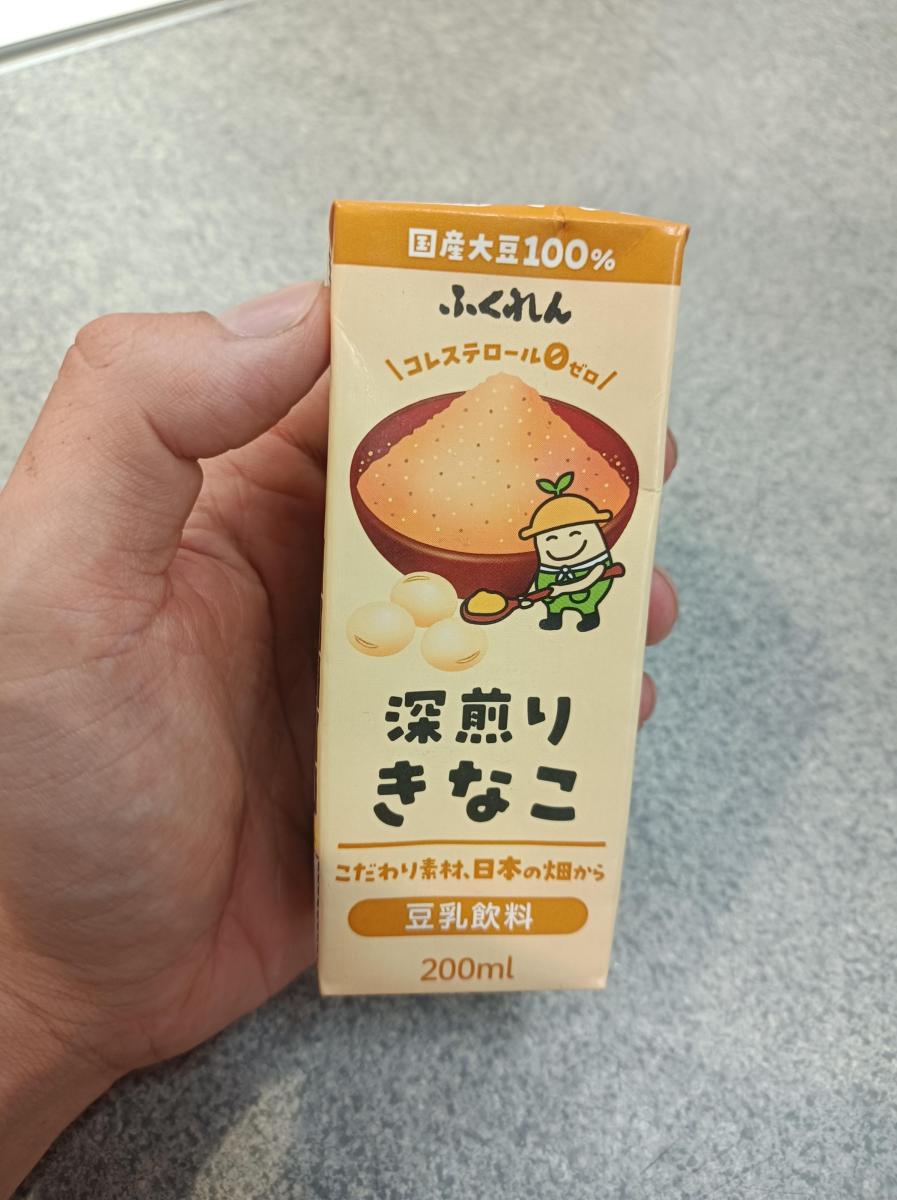 国産大豆100%
ふくれん
コレステロール0ゼロ
深煎り
きなこ
こだわり素材、日本の畑から
豆乳飲料
200ml